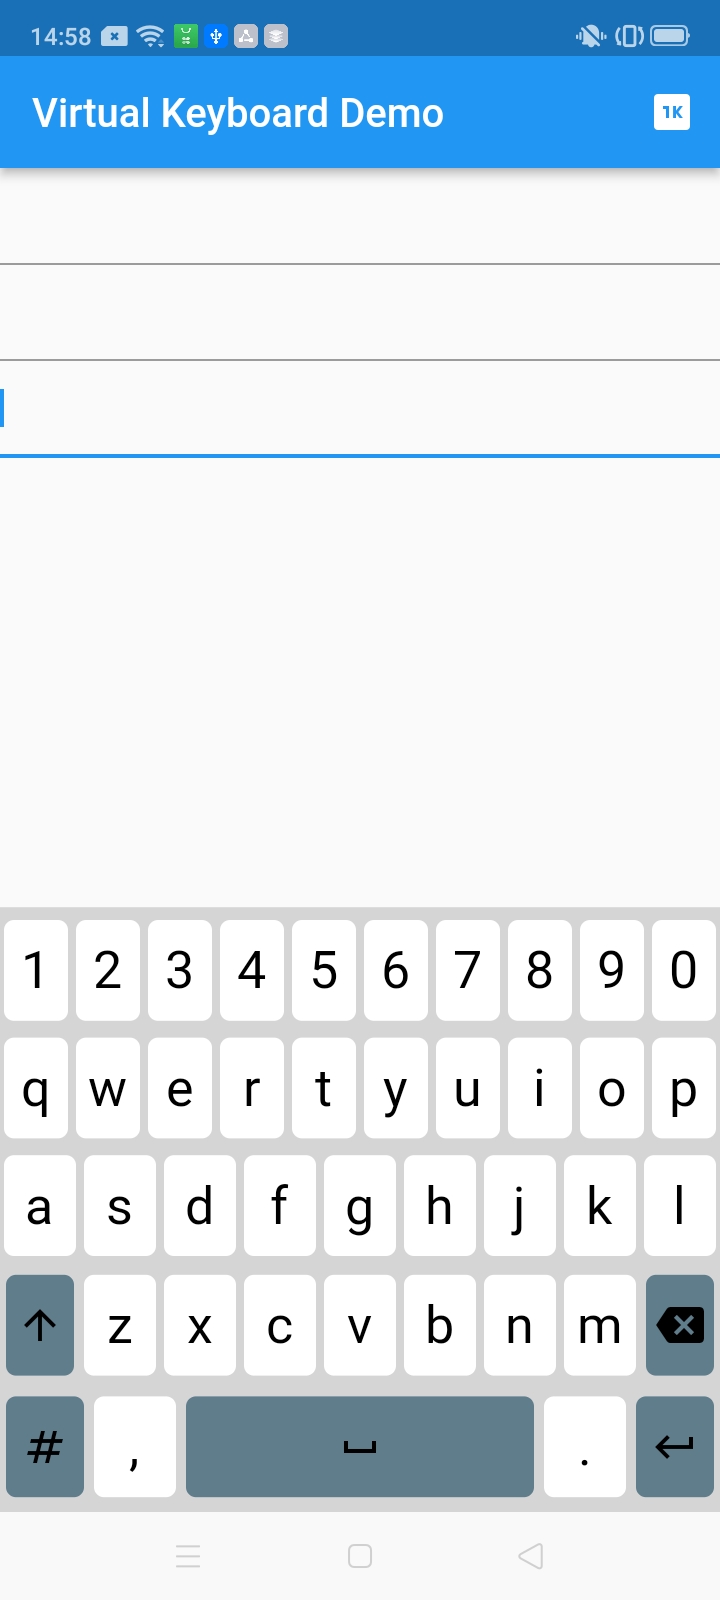 14:58
Virtual Keyboard Demo 1K
1 2 3 4 5 6 7 8 9 0
q w e r t y u i o p
a s d f g h j k l
z x c v b n m
# , .